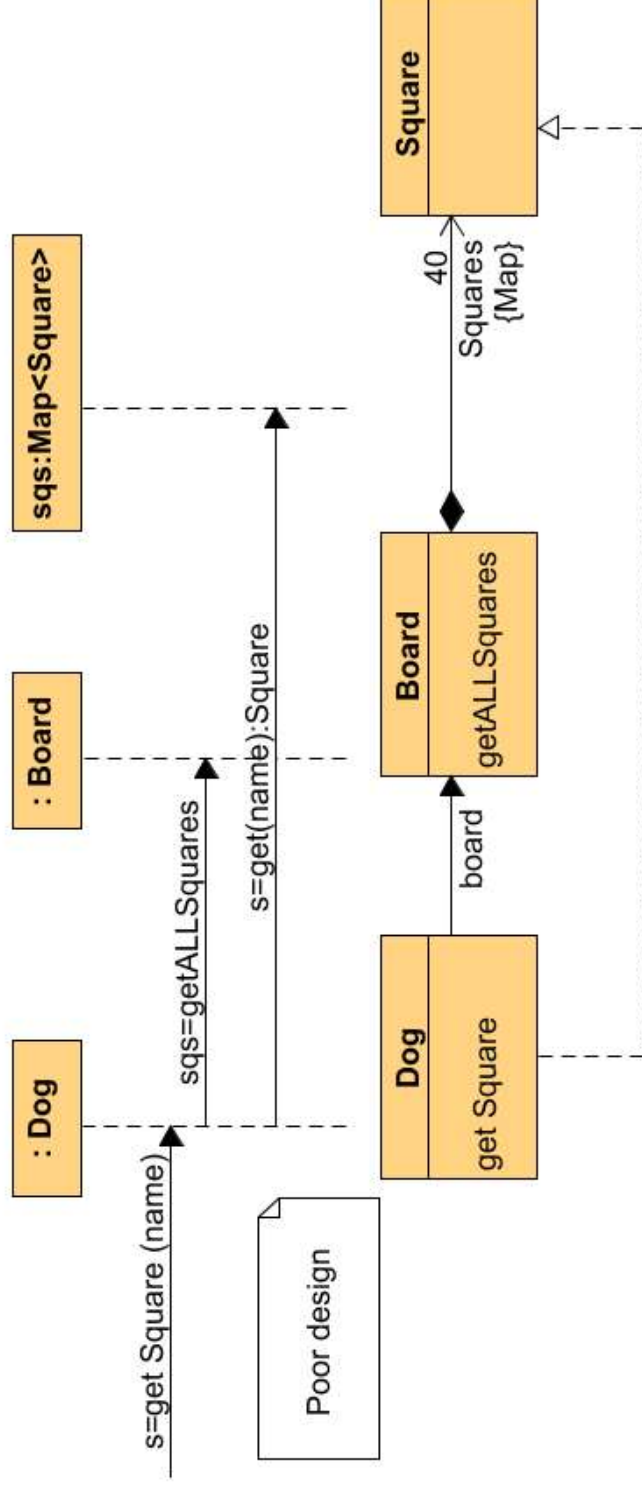 : Dog
: Board
sqs:Map<Square>
s=get Square (name)
sqs=getALLSquares
s=get(name):Square
Poor design
Dog
get Square
board
Board
getALLSquares
40
Squares
{Map}
Square